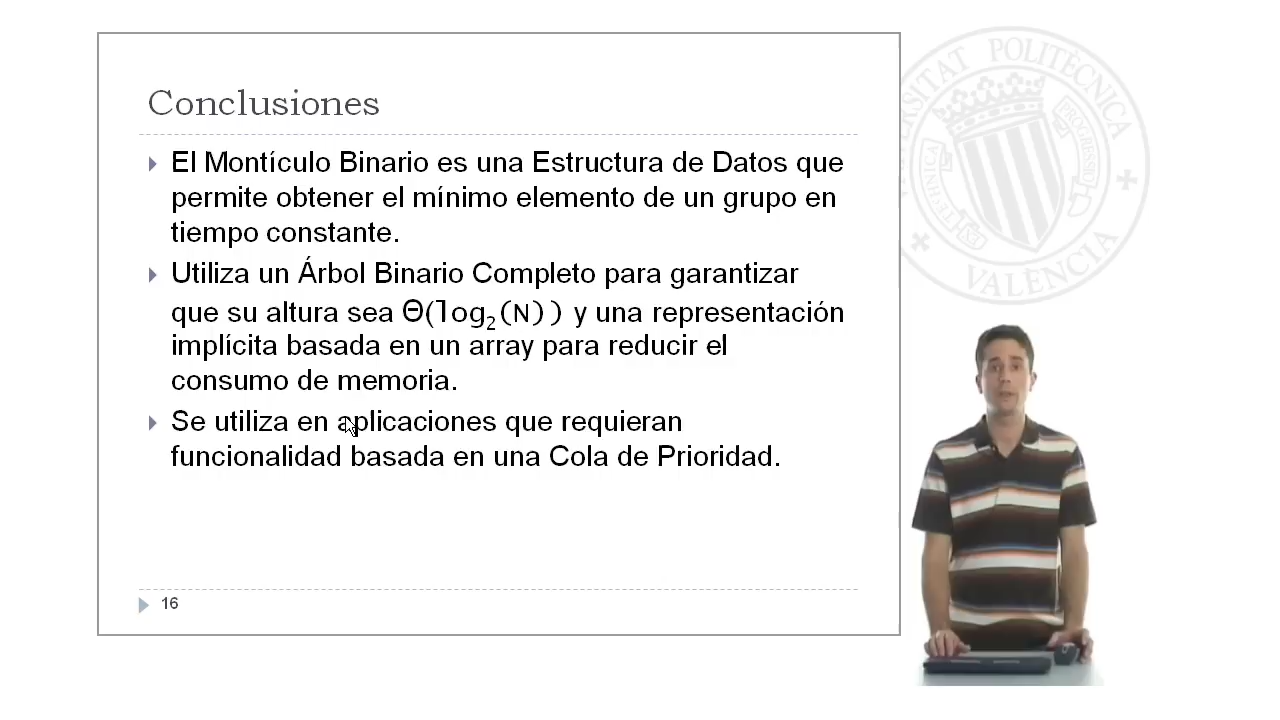 Conclusiones
El Montículo Binario es una Estructura de Datos que
permite obtener el mínimo elemento de un grupo en
tiempo constante.
Utiliza un Árbol Binario Completo para garantizar
que su altura sea Θ(log₂(N)) y una representación
implícita basada en un array para reducir el
consumo de memoria.
Se utiliza en aplicaciones que requieran
funcionalidad basada en una Cola de Prioridad.
16
POLITÈCNICA
VALÈNCIA